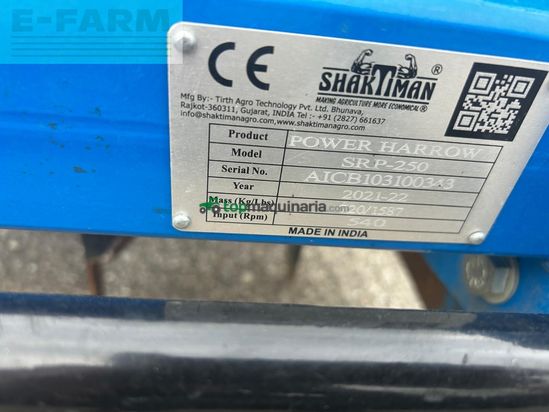 E-FARM
CE
SHAKTIMAN ®
MAKING AGRICULTURE MORE ECONOMICAL®
Mfg By:- Tirth Agro Technology Pvt. Ltd. Bhunava,
Rajkot-360311, Gujarat, INDIA Tel :- +91 (2827) 661637
info@shaktimanagro.com www.shaktimanagro.com
Product POWER HARROW
Model SRP-250
Serial No.
Year 2021-22
Mass (Kg/Lbs)
Input (Rpm)
topmaquinaria.com
MADE IN INDIA